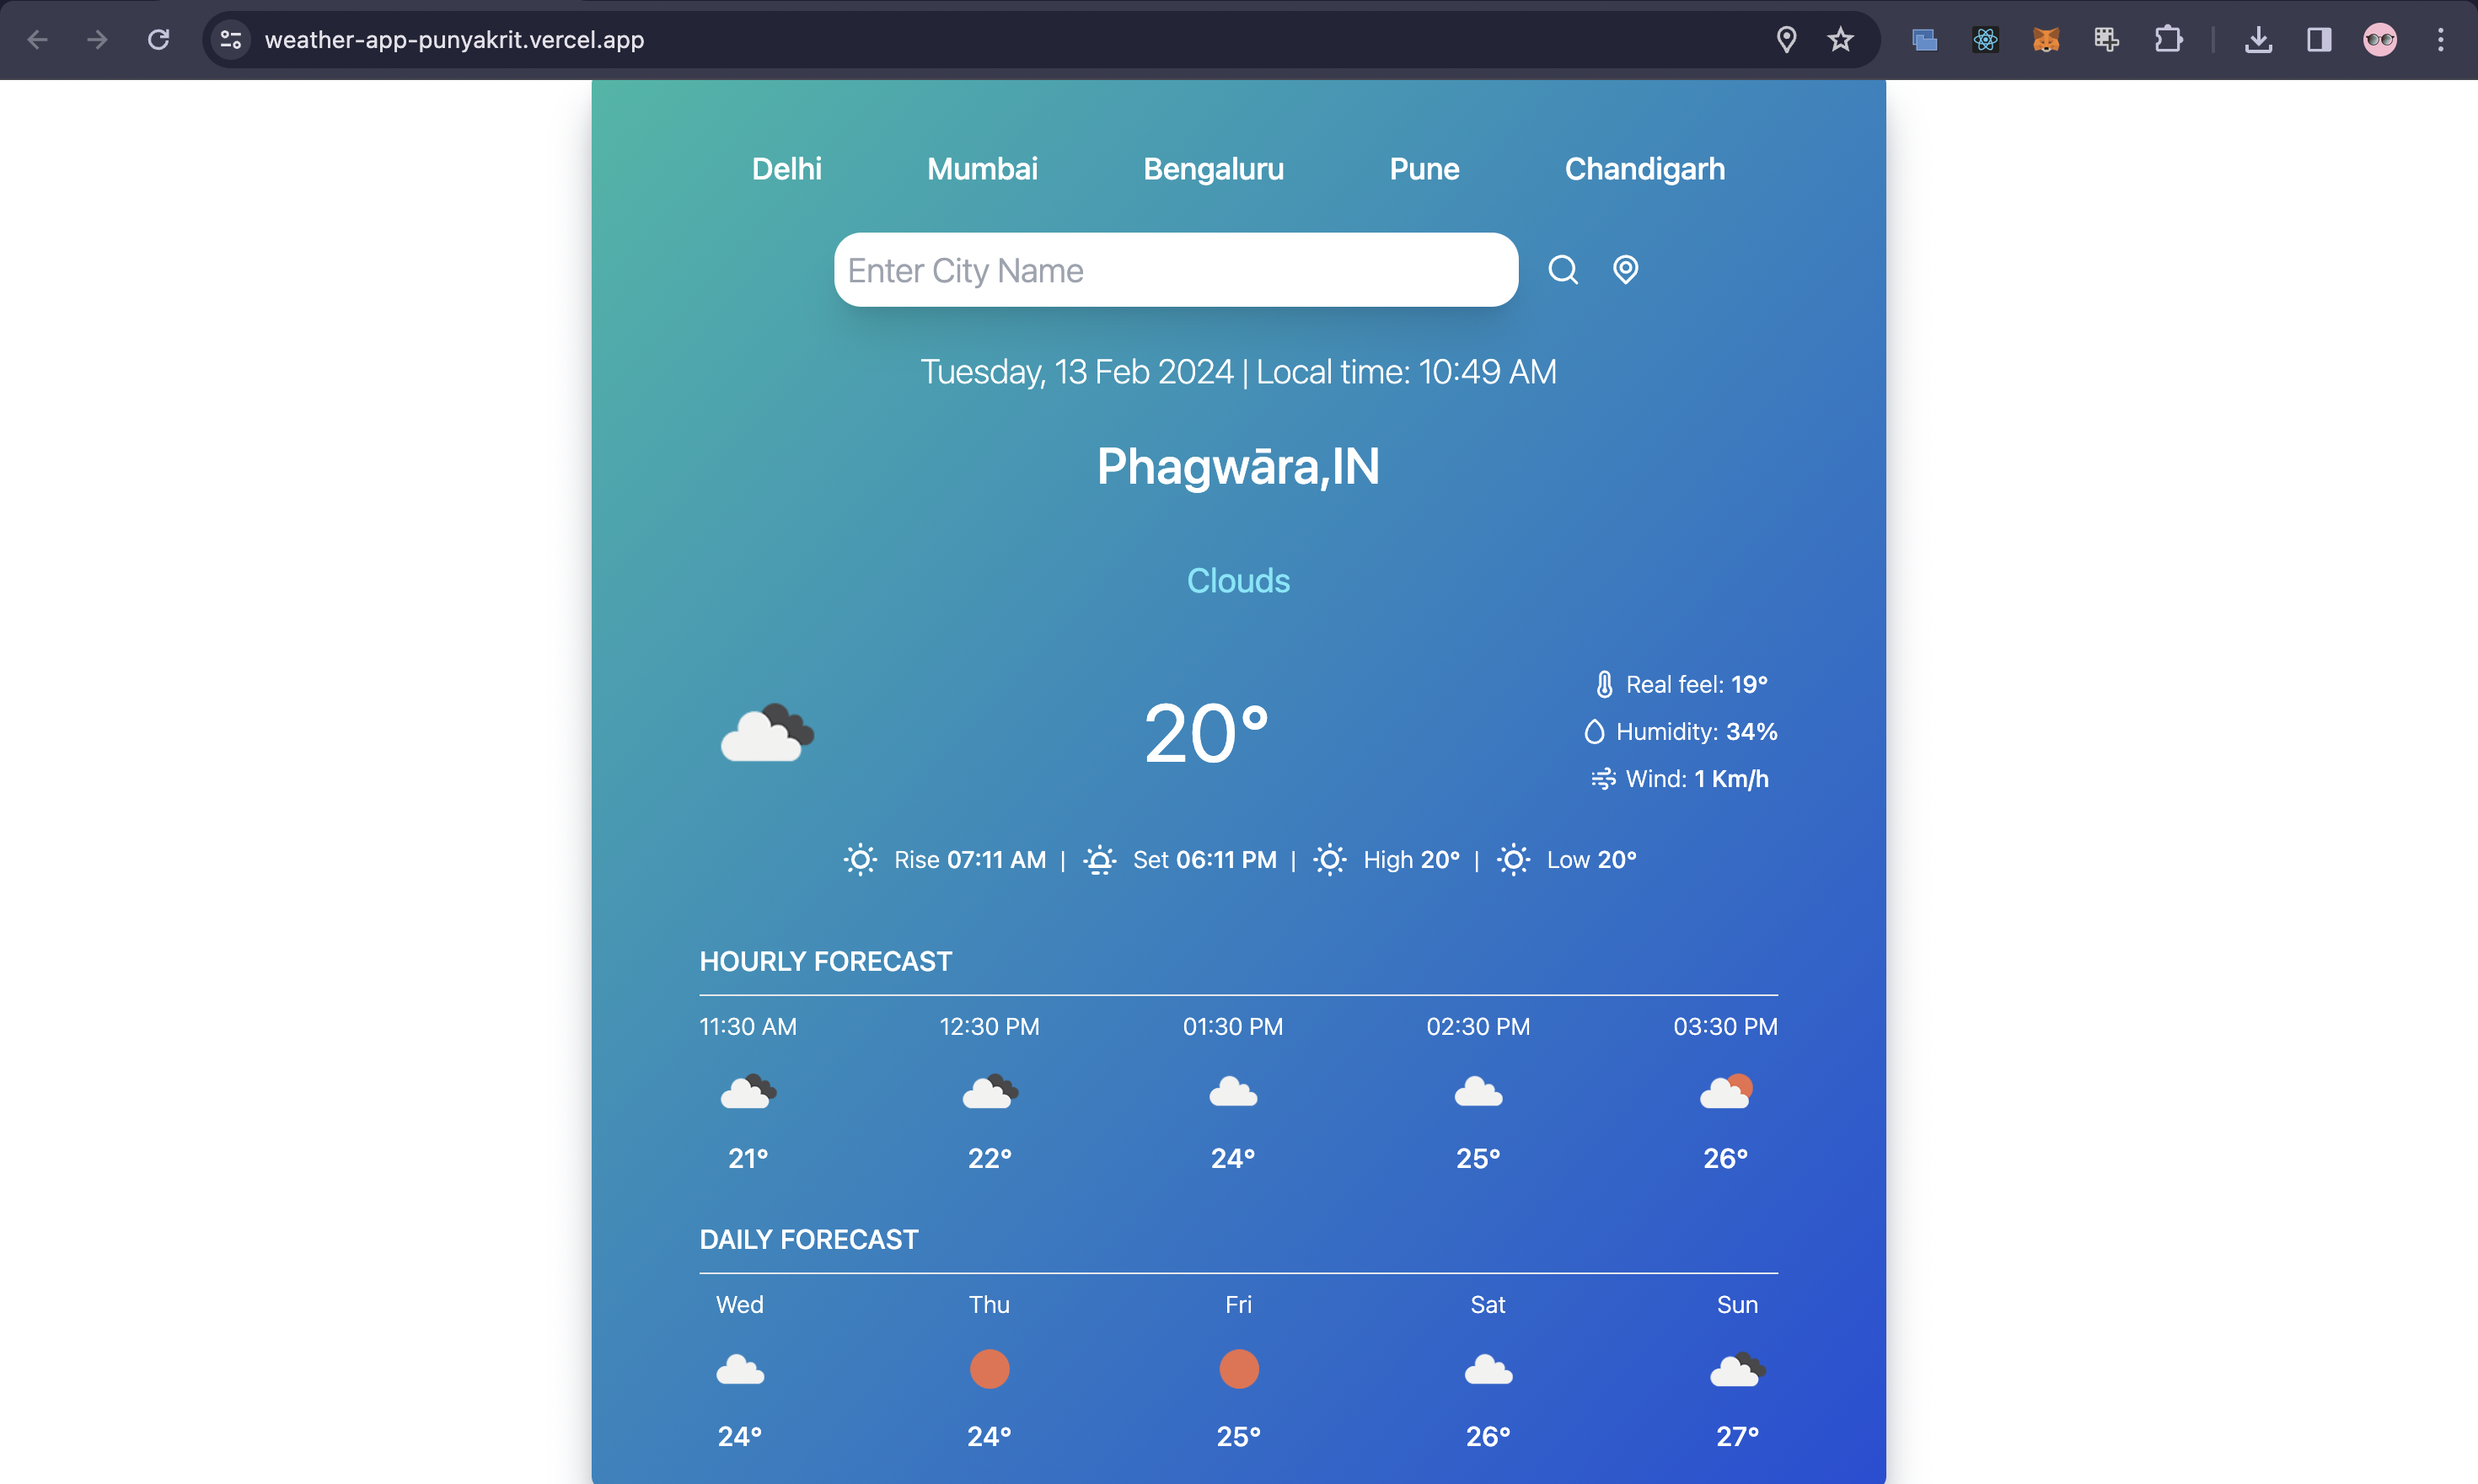 weather-app-punyakrit.vercel.app
Delhi Mumbai Bengaluru Pune Chandigarh
Enter City Name
Tuesday, 13 Feb 2024 | Local time: 10:49 AM
Phagwāra,IN
Clouds
20°
Real feel: 19°
Humidity: 34%
Wind: 1 Km/h
Rise 07:11 AM | Set 06:11 PM | High 20° | Low 20°
HOURLY FORECAST
11:30 AM 12:30 PM 01:30 PM 02:30 PM 03:30 PM
21° 22° 24° 25° 26°
DAILY FORECAST
Wed Thu Fri Sat Sun
24° 24° 25° 26° 27°